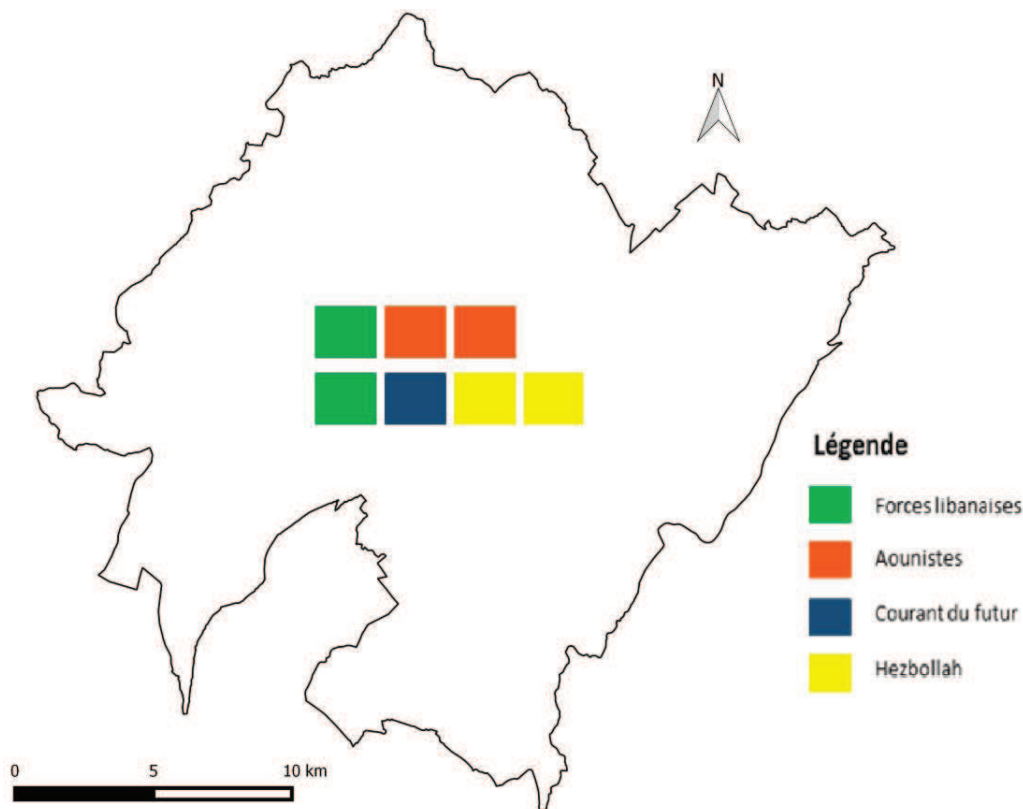 N
Légende
Forces libanaises
Aounistes
Courant du futur
Hezbollah
0 5 10 km